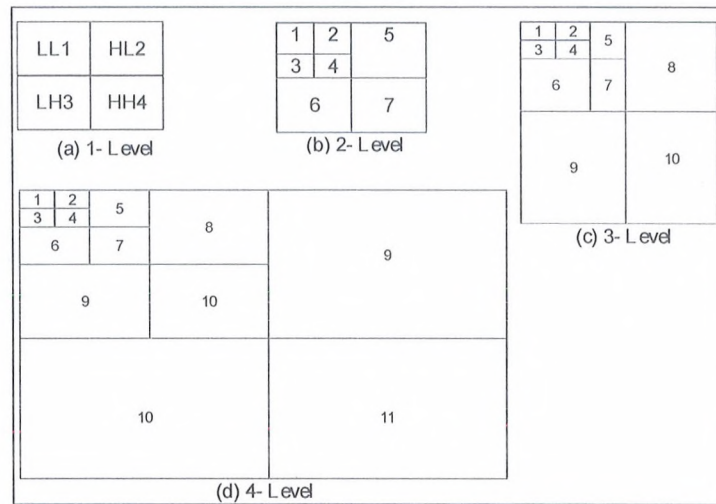 LL1 HL2
LH3 HH4
(a) 1- Level
1 2 5
3 4
6 7
(b) 2- Level
1 2 5 8
3 4
6 7
9 10
(c) 3- Level
1 2 5 8 9
3 4
6 7
9 10
10 11
(d) 4- Level